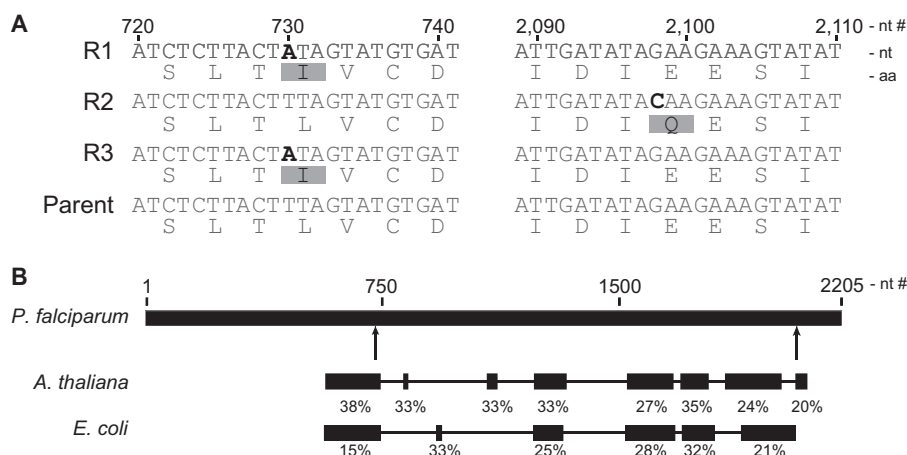 A
720 730 740 2,090 2,100 2,110 - nt #
R1 ATCTCTTACTATAGTATGTGAT ATTGATATAGAAGAAAGTATAT - nt
S L T I V C D I D I E E S I - aa
R2 ATCTCTTACTTTAGTATGTGAT ATTGATATACAAGAAAGTATAT
S L T L V C D I D I Q E S I
R3 ATCTCTTACTATAGTATGTGAT ATTGATATAGAAGAAAGTATAT
S L T I V C D I D I E E S I
Parent ATCTCTTACTTTAGTATGTGAT ATTGATATAGAAGAAAGTATAT
S L T L V C D I D I E E S I
B
1 750 1500 2205 - nt #
P. falciparum
A. thaliana
38% 33% 33% 33% 27% 35% 24% 20%
E. coli
15% 33% 25% 28% 32% 21%